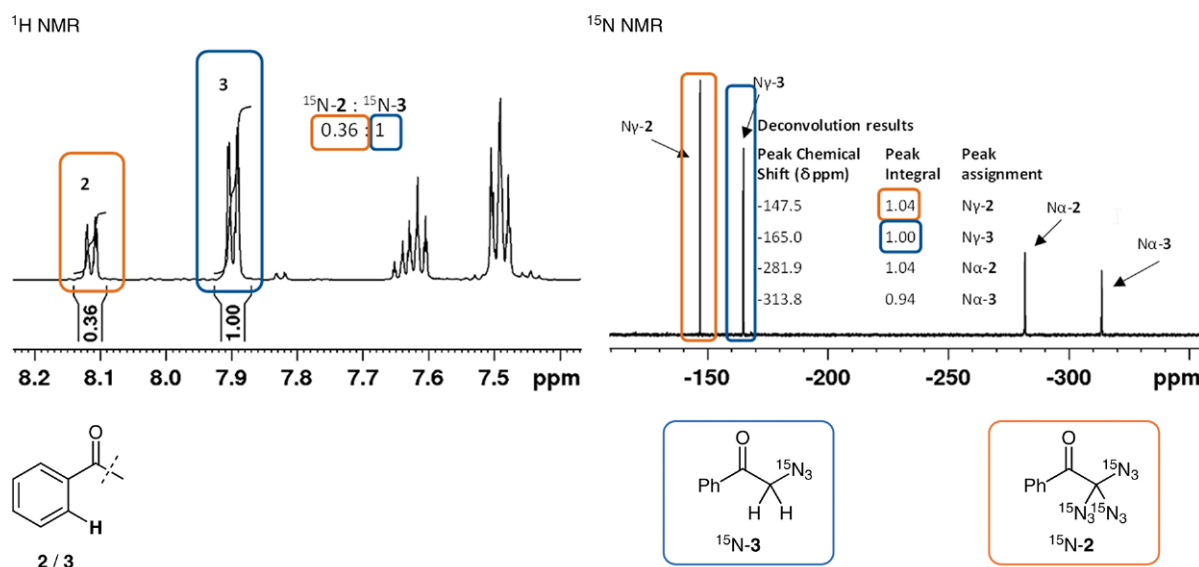 ¹H NMR
2
3
¹⁵N-2 : ¹⁵N-3
0.36 : 1
0.36
1.00
8.2 8.1 8.0 7.9 7.8 7.7 7.6 7.5 ppm
O
H
2 / 3
¹⁵N NMR
Nγ-2
Nγ-3
Deconvolution results
Peak Chemical Shift (δppm) Peak Integral Peak assignment
-147.5 1.04 Nγ-2
-165.0 1.00 Nγ-3
-281.9 1.04 Nα-2
-313.8 0.94 Nα-3
Nα-2
Nα-3
-150 -200 -250 -300 ppm
O
¹⁵N₃
Ph
H H
¹⁵N-3
O
¹⁵N₃
Ph
¹⁵N₃ ¹⁵N₃
¹⁵N-2